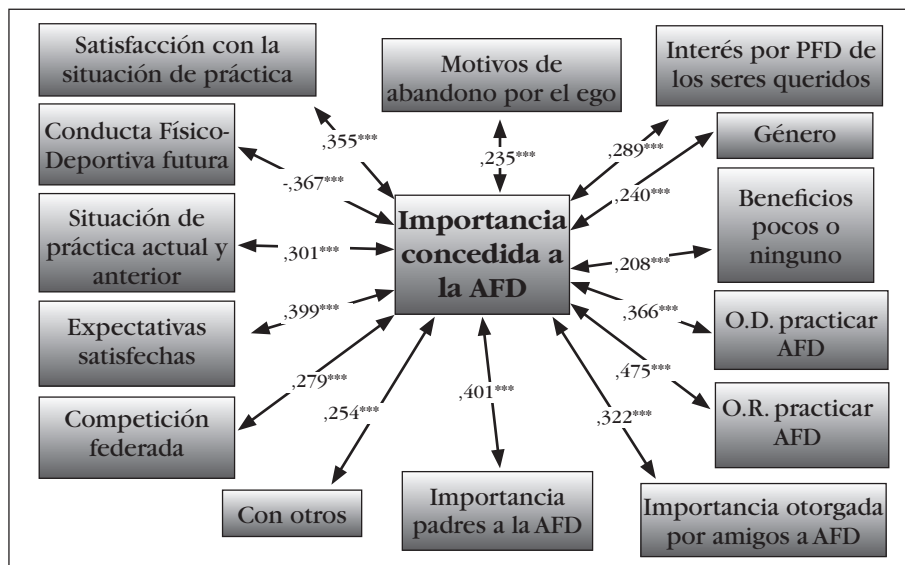 Satisfacción con la
situación de práctica
Motivos de
abandono por el ego
Interés por PFD de
los seres queridos
Conducta Físico-
Deportiva futura
Género
,355***
,235***
,289***
-,367***
,240***
Situación de
práctica actual y
anterior
Importancia
concedida a
la AFD
Beneficios
pocos o
ninguno
,301***
,208***
Expectativas
satisfechas
,399***
,366***
O.D. practicar
AFD
,279***
,475***
Competición
federada
,254***
,401***
,322***
O.R. practicar
AFD
Con otros
Importancia
padres a la AFD
Importancia otorgada
por amigos a AFD